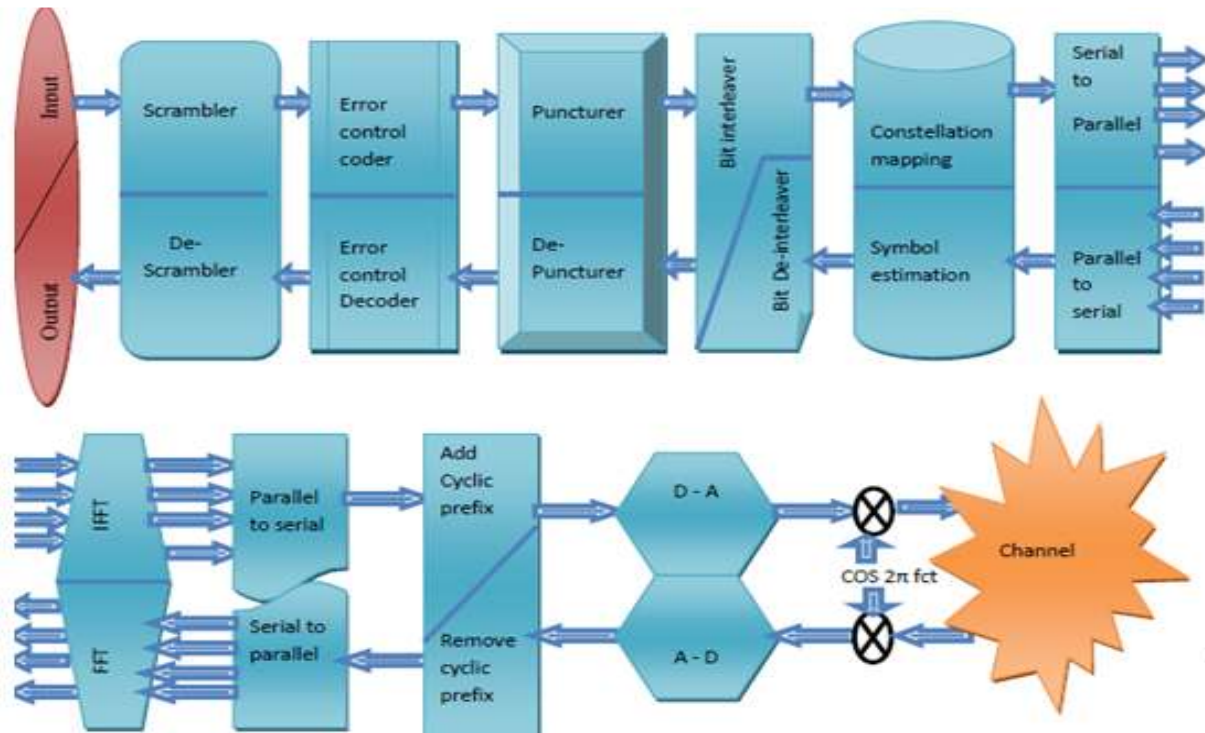 Input
Output
Scrambler
De-
Scrambler
Error
control
coder
Error
control
Decoder
Puncturer
De-
Puncturer
Bit interleaver
Bit De-interleaver
Constellation
mapping
Symbol
estimation
Serial
to
Parallel
Parallel
to
serial
IFFT
FFT
Parallel
to serial
Serial to
parallel
Add
Cyclic
prefix
Remove
cyclic
prefix
D - A
A - D
COS 2π fct
Channel